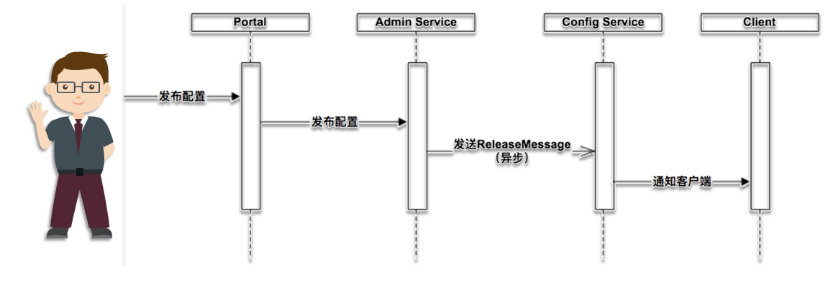 Portal
Admin Service
Config Service
Client
发布配置
发布配置
发送ReleaseMessage
（异步）
通知客户端